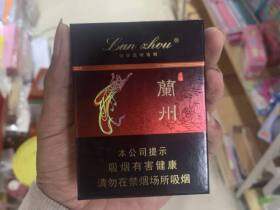 Lan zhou
蘭州
本公司提示
吸烟有害健康
请勿在禁烟场所吸烟